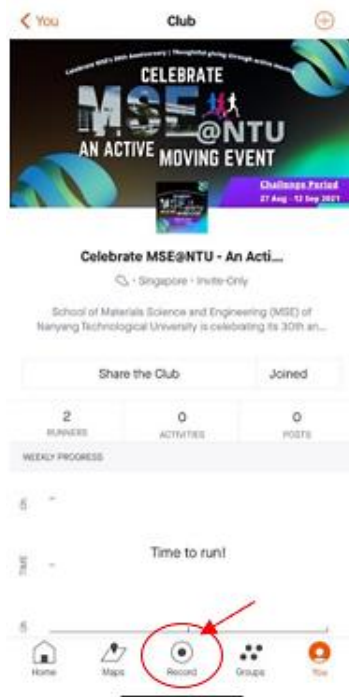 You
Club
Celebrate MSE's 30th Anniversary | Thoughtful giving through active moving
CELEBRATE
MSE@NTU
AN ACTIVE MOVING EVENT
Challenge Period
27 Aug - 12 Sep 2021
Celebrate MSE@NTU - An Acti...
Singapore • Invite-Only
School of Materials Science and Engineering (MSE) of
Nanyang Technological University is celebrating its 30th an...
Share the Club
Joined
2
0
0
RUNNERS
ACTIVITIES
POSTS
WEEKLY PROGRESS
TIME
Time to run!
Home
Maps
Record
Groups
You